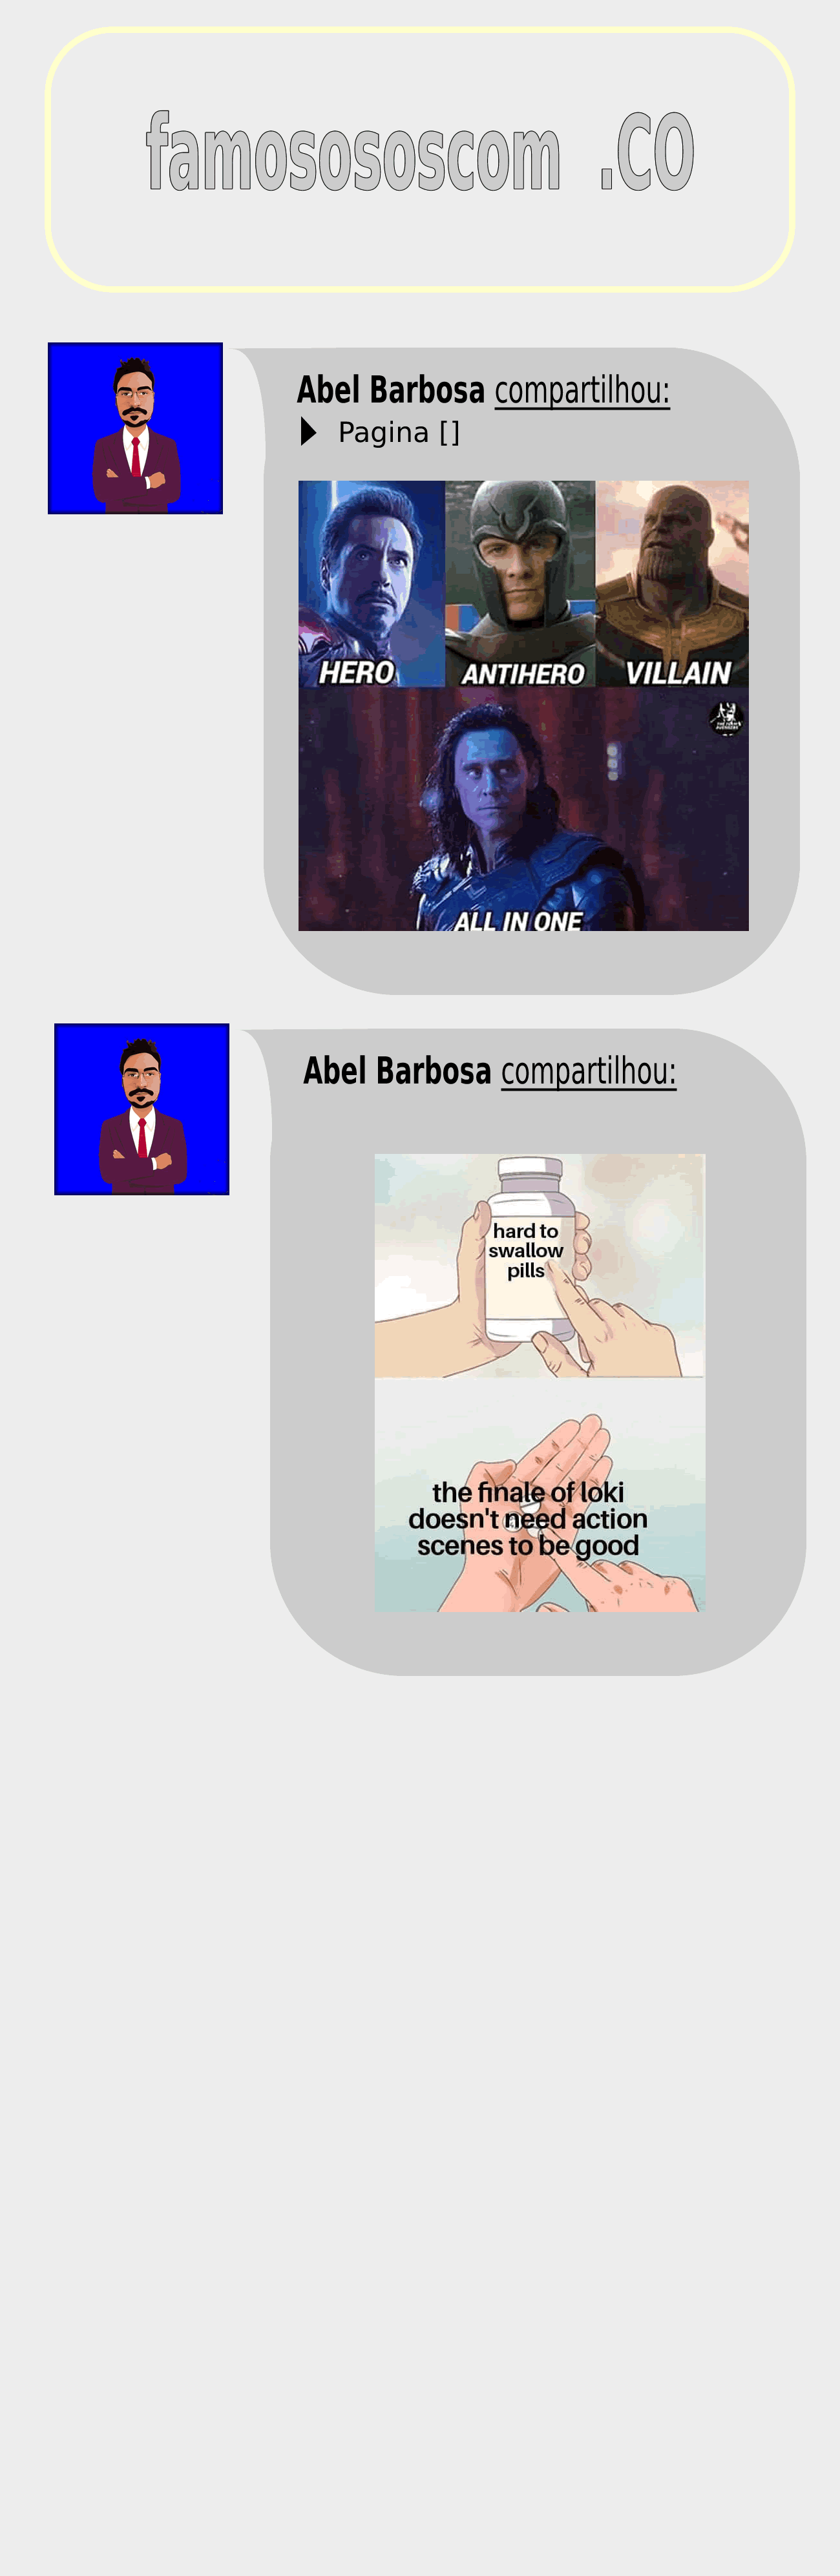 famosososcom .CO
Abel Barbosa compartilhou:
Pagina []
HERO
ANTIHERO
VILLAIN
ALL IN ONE
Abel Barbosa compartilhou:
hard to
swallow
pills
the finale of loki
doesn't need action
scenes to be good